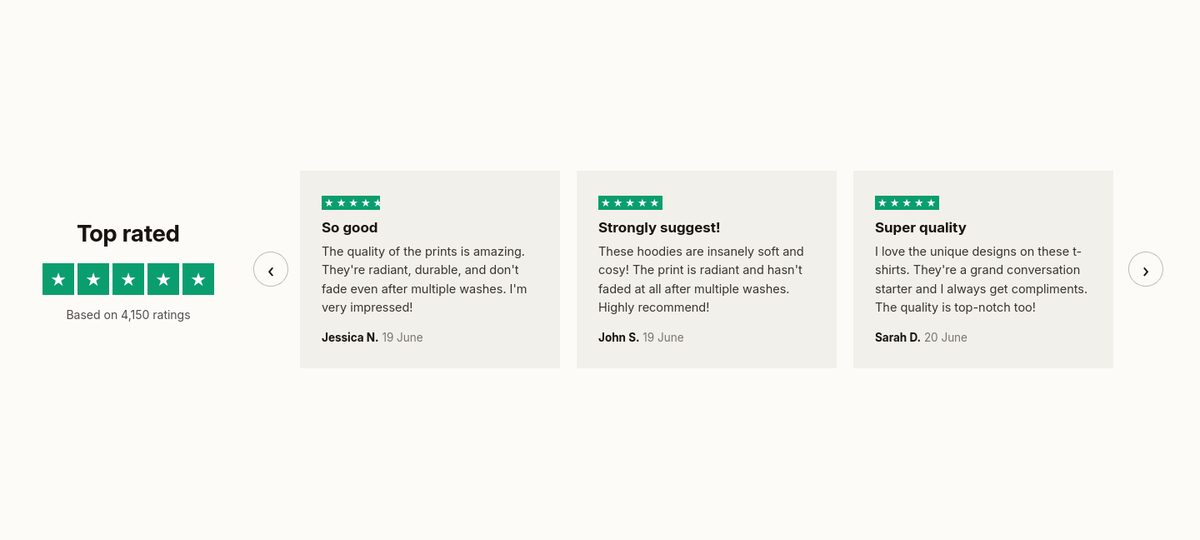 Top rated
Based on 4,150 ratings
So good
The quality of the prints is amazing.
They're radiant, durable, and don't
fade even after multiple washes. I'm
very impressed!
Jessica N. 19 June
Strongly suggest!
These hoodies are insanely soft and
cosy! The print is radiant and hasn't
faded at all after multiple washes.
Highly recommend!
John S. 19 June
Super quality
I love the unique designs on these t-
shirts. They're a grand conversation
starter and I always get compliments.
The quality is top-notch too!
Sarah D. 20 June